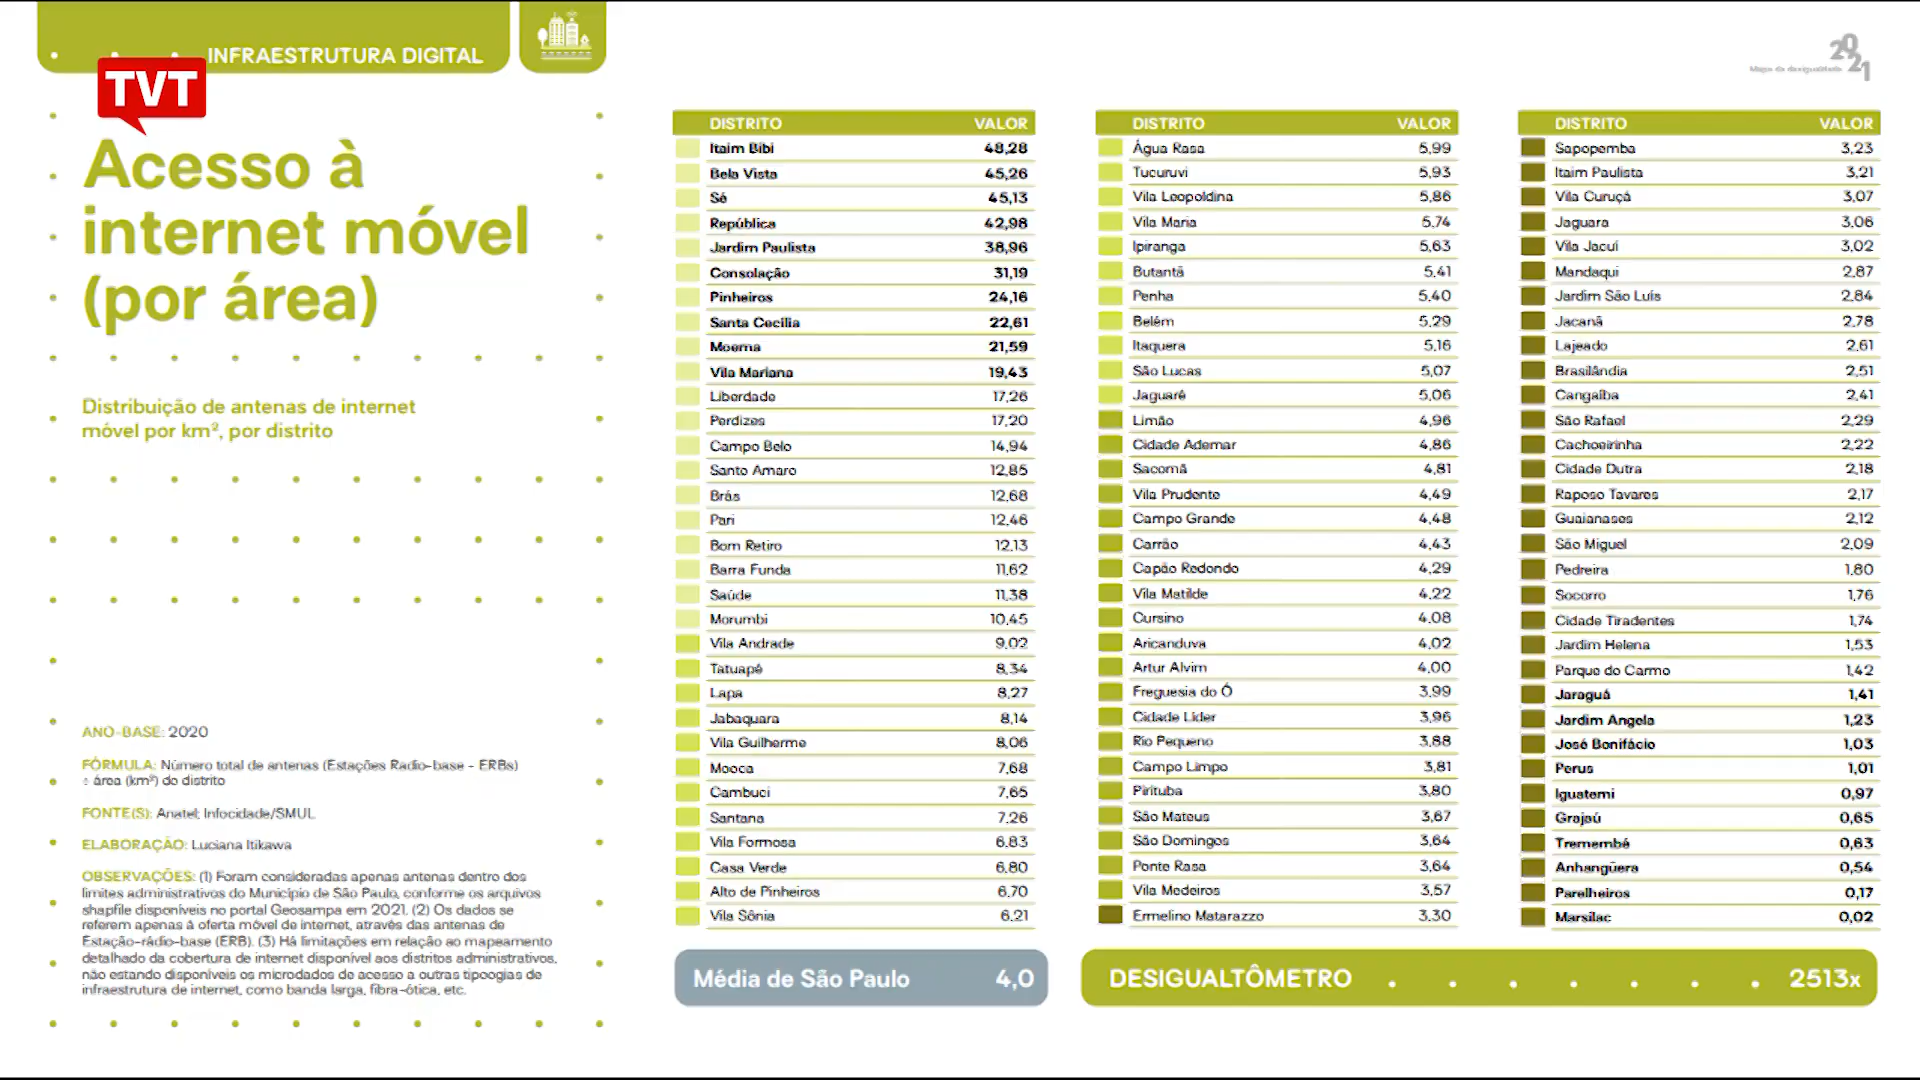 INFRAESTRUTURA DIGITAL
TVT
2021
Mapa da desigualdade
Acesso à
internet móvel
(por área)
Distribuição de antenas de internet
móvel por km², por distrito
ANO-BASE: 2020
FÓRMULA: Número total de antenas (Estações Radio-base - ERBs)
÷ área (km²) do distrito
FONTE(S): Anatel; Infocidade/SMUL
ELABORAÇÃO: Luciana Itikawa
OBSERVAÇÕES: (1) Foram consideradas apenas antenas dentro dos
limites administrativos do Município de São Paulo, conforme os arquivos
shapfile disponíveis no portal Geosampa em 2021. (2) Os dados se
referem apenas à oferta móvel de internet, através das antenas de
Estação-rádio-base (ERB). (3) Há limitações em relação ao mapeamento
detalhado da cobertura de internet disponível aos distritos administrativos,
não estando disponíveis os microdados de acesso a outras tipoogias de
infraestrutura de internet, como banda larga, fibra-ótica, etc.
DISTRITO VALOR
Itaim Bibi 48,28
Bela Vista 45,26
Sé 45,13
República 42,98
Jardim Paulista 38,96
Consolação 31,19
Pinheiros 24,16
Santa Cecília 22,61
Moema 21,59
Vila Mariana 19,43
Liberdade 17,26
Perdizes 17,20
Campo Belo 14,94
Santo Amaro 12,85
Brás 12,68
Pari 12,46
Bom Retiro 12,13
Barra Funda 11,62
Saúde 11,38
Morumbi 10,45
Vila Andrade 9,02
Tatuapé 8,34
Lapa 8,27
Jabaquara 8,14
Vila Guilherme 8,06
Mooca 7,68
Cambuci 7,65
Santana 7,26
Vila Formosa 6,83
Casa Verde 6,80
Alto de Pinheiros 6,70
Vila Sônia 6,21
DISTRITO VALOR
Água Rasa 5,99
Tucuruvi 5,93
Vila Leopoldina 5,86
Vila Maria 5,74
Ipiranga 5,63
Butantã 5,41
Penha 5,40
Belém 5,29
Itaquera 5,16
São Lucas 5,07
Jaguaré 5,06
Limão 4,96
Cidade Ademar 4,86
Sacomã 4,81
Vila Prudente 4,49
Campo Grande 4,48
Carrão 4,43
Capão Redondo 4,29
Vila Matilde 4,22
Cursino 4,08
Aricanduva 4,02
Artur Alvim 4,00
Freguesia do Ó 3,99
Cidade Líder 3,96
Rio Pequeno 3,88
Campo Limpo 3,81
Pirituba 3,80
São Mateus 3,67
São Domingos 3,64
Ponte Rasa 3,64
Vila Medeiros 3,57
Ermelino Matarazzo 3,30
DISTRITO VALOR
Sapopemba 3,23
Itaim Paulista 3,21
Vila Curuçá 3,07
Jaguara 3,06
Vila Jacuí 3,02
Mandaqui 2,87
Jardim São Luís 2,84
Jacanã 2,78
Lajeado 2,61
Brasilândia 2,51
Cangaíba 2,41
São Rafael 2,29
Cachoeirinha 2,22
Cidade Dutra 2,18
Raposo Tavares 2,17
Guaianases 2,12
São Miguel 2,09
Pedreira 1,80
Socorro 1,76
Cidade Tiradentes 1,74
Jardim Helena 1,53
Parque do Carmo 1,42
Jaraguá 1,41
Jardim Angela 1,23
José Bonifácio 1,03
Perus 1,01
Iguatemi 0,97
Grajaú 0,65
Tremembé 0,63
Anhangüera 0,54
Parelheiros 0,17
Marsilac 0,02
Média de São Paulo 4,0
DESIGUALTÔMETRO 2513x